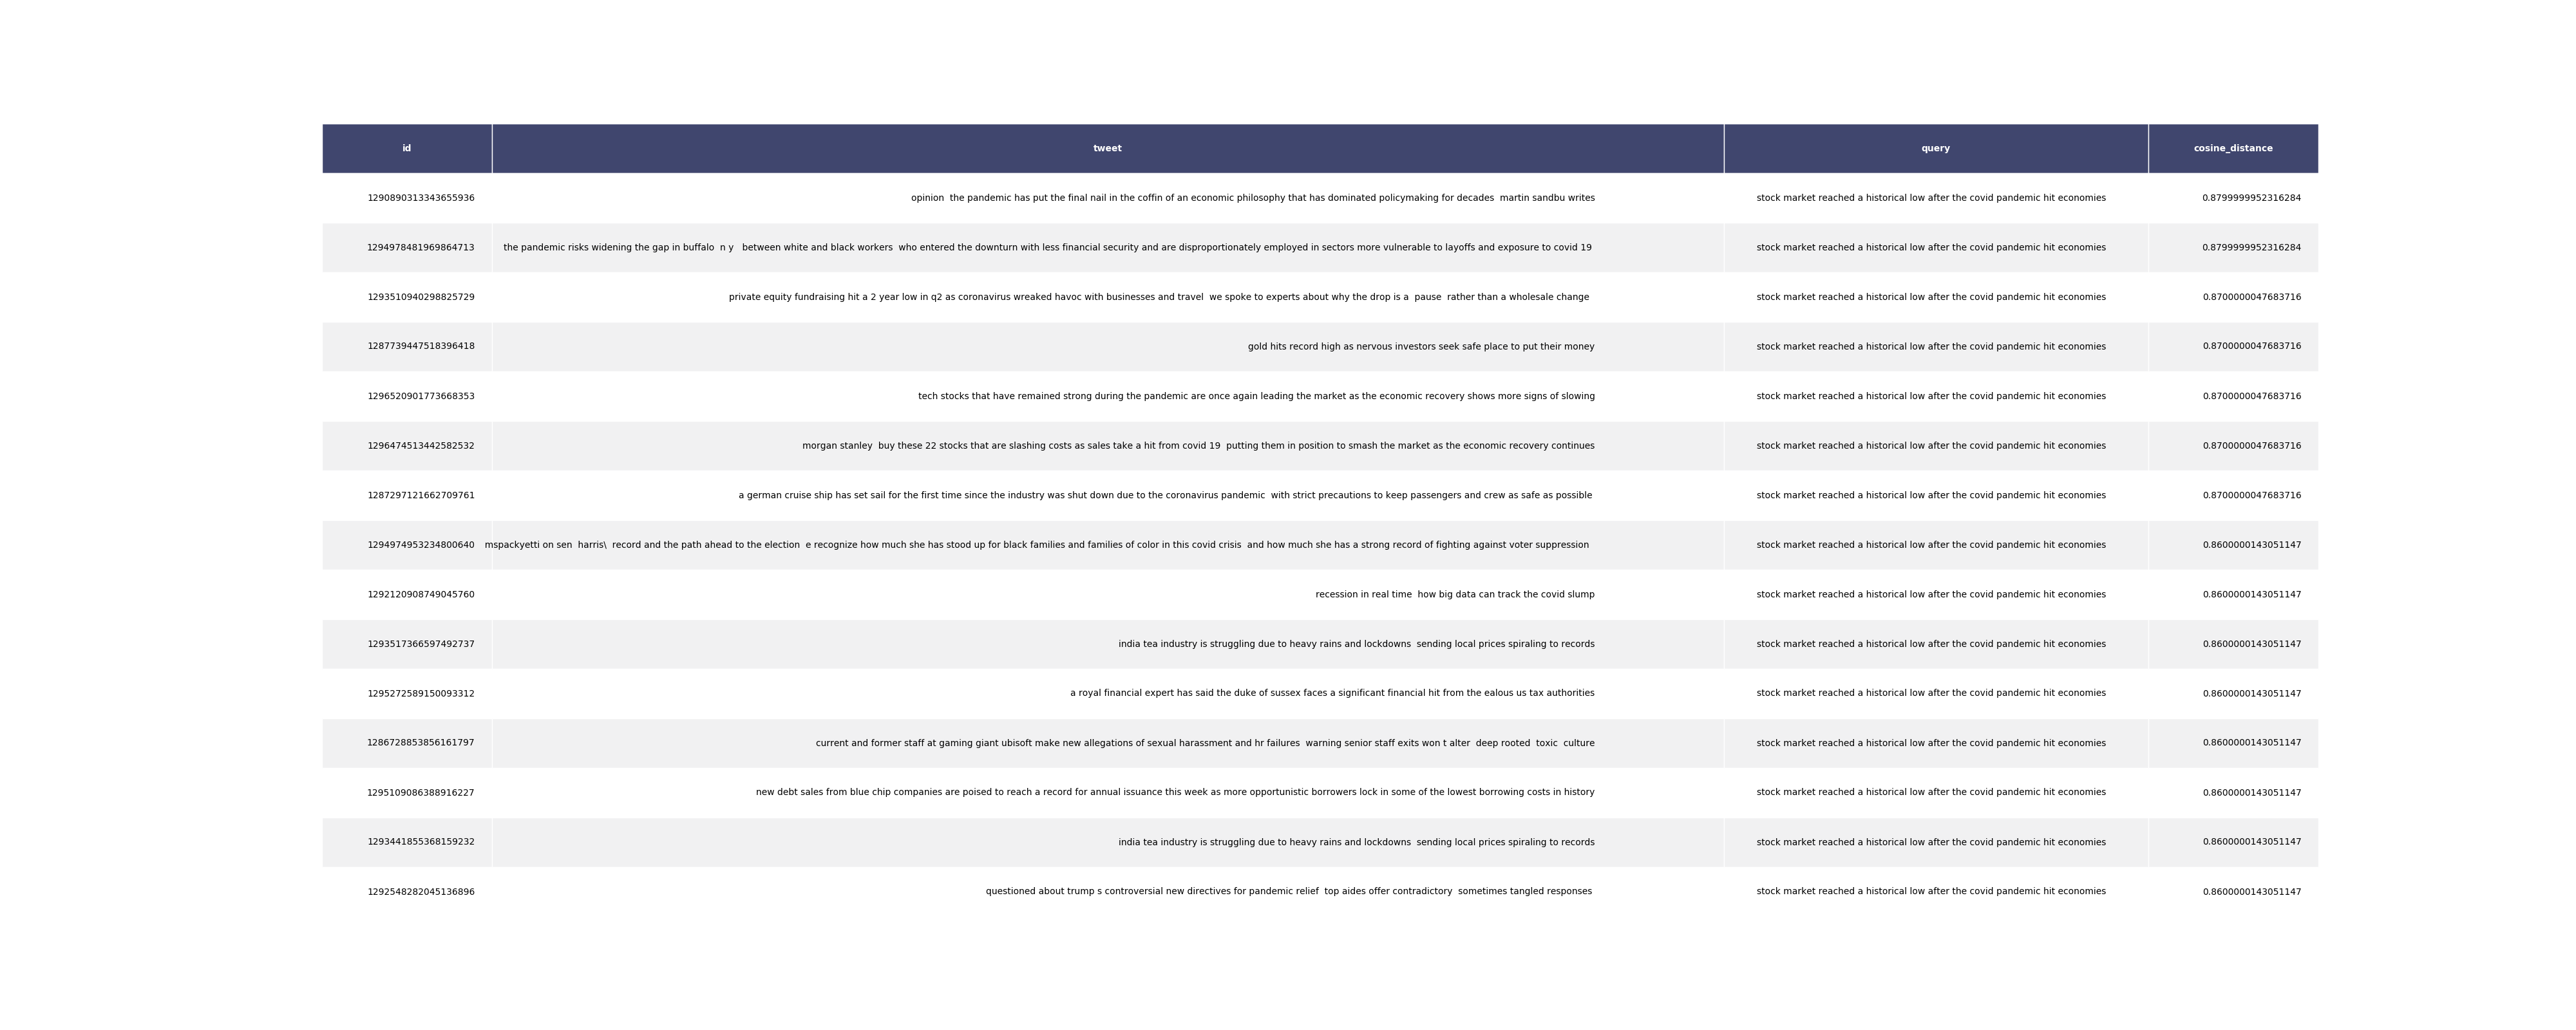 id tweet query cosine_distance
1290890313343655936 opinion  the pandemic has put the final nail in the coffin of an economic philosophy that has dominated policymaking for decades  martin sandbu writes stock market reached a historical low after the covid pandemic hit economies 0.8799999952316284
1294978481969864713 the pandemic risks widening the gap in buffalo  n y   between white and black workers  who entered the downturn with less financial security and are disproportionately employed in sectors more vulnerable to layoffs and exposure to covid 19 stock market reached a historical low after the covid pandemic hit economies 0.8799999952316284
1293510940298825729 private equity fundraising hit a 2 year low in q2 as coronavirus wreaked havoc with businesses and travel  we spoke to experts about why the drop is a  pause  rather than a wholesale change stock market reached a historical low after the covid pandemic hit economies 0.8700000047683716
1287739447518396418 gold hits record high as nervous investors seek safe place to put their money stock market reached a historical low after the covid pandemic hit economies 0.8700000047683716
1296520901773668353 tech stocks that have remained strong during the pandemic are once again leading the market as the economic recovery shows more signs of slowing stock market reached a historical low after the covid pandemic hit economies 0.8700000047683716
1296474513442582532 morgan stanley  buy these 22 stocks that are slashing costs as sales take a hit from covid 19  putting them in position to smash the market as the economic recovery continues stock market reached a historical low after the covid pandemic hit economies 0.8700000047683716
1287297121662709761 a german cruise ship has set sail for the first time since the industry was shut down due to the coronavirus pandemic  with strict precautions to keep passengers and crew as safe as possible stock market reached a historical low after the covid pandemic hit economies 0.8700000047683716
1294974953234800640 mspackyetti on sen  harris\  record and the path ahead to the election  e recognize how much she has stood up for black families and families of color in this covid crisis  and how much she has a strong record of fighting against voter suppression stock market reached a historical low after the covid pandemic hit economies 0.8600000143051147
1292120908749045760 recession in real time  how big data can track the covid slump stock market reached a historical low after the covid pandemic hit economies 0.8600000143051147
1293517366597492737 india tea industry is struggling due to heavy rains and lockdowns  sending local prices spiraling to records stock market reached a historical low after the covid pandemic hit economies 0.8600000143051147
1295272589150093312 a royal financial expert has said the duke of sussex faces a significant financial hit from the ealous us tax authorities stock market reached a historical low after the covid pandemic hit economies 0.8600000143051147
1286728853856161797 current and former staff at gaming giant ubisoft make new allegations of sexual harassment and hr failures  warning senior staff exits won t alter  deep rooted  toxic  culture stock market reached a historical low after the covid pandemic hit economies 0.8600000143051147
1295109086388916227 new debt sales from blue chip companies are poised to reach a record for annual issuance this week as more opportunistic borrowers lock in some of the lowest borrowing costs in history stock market reached a historical low after the covid pandemic hit economies 0.8600000143051147
1293441855368159232 india tea industry is struggling due to heavy rains and lockdowns  sending local prices spiraling to records stock market reached a historical low after the covid pandemic hit economies 0.8600000143051147
1292548282045136896 questioned about trump s controversial new directives for pandemic relief  top aides offer contradictory  sometimes tangled responses stock market reached a historical low after the covid pandemic hit economies 0.8600000143051147